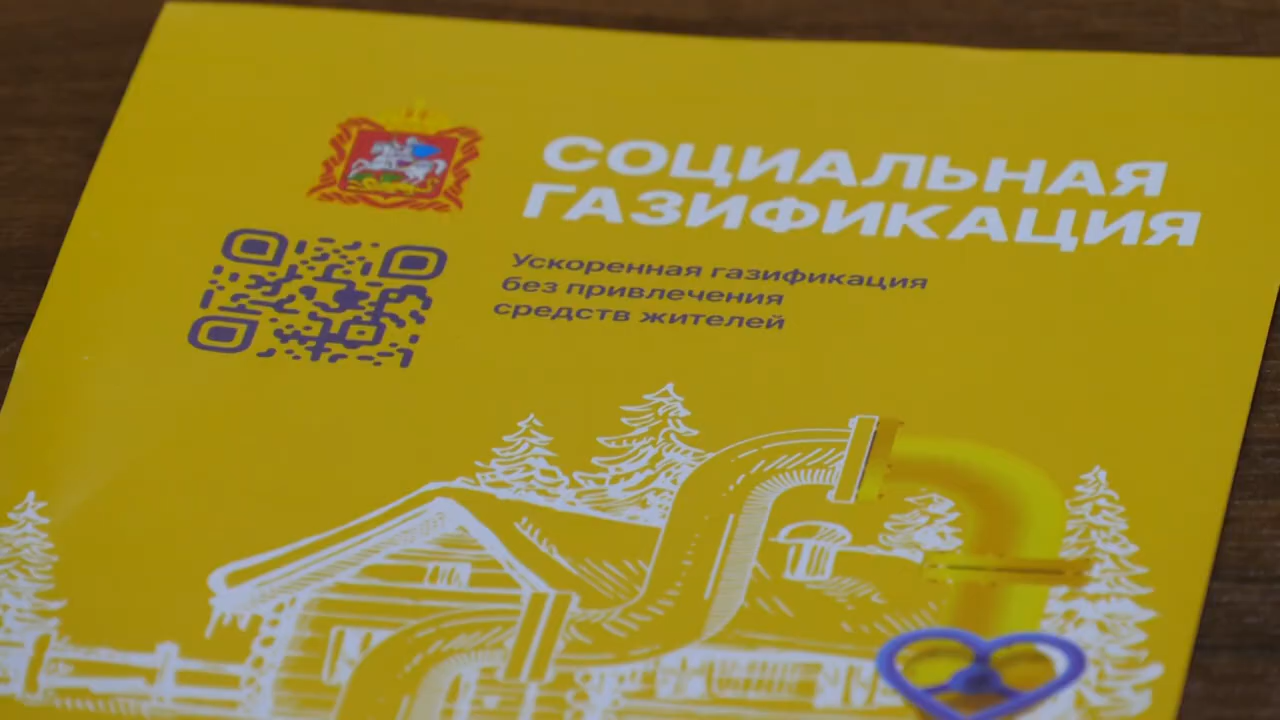 СОЦИАЛЬНАЯ
ГАЗИФИКАЦИЯ
Ускоренная газификация
без привлечения
средств жителей